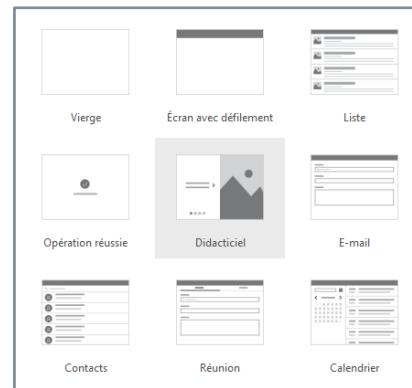 Vierge
Écran avec défilement
Liste
Opération réussie
Didacticiel
E-mail
Contacts
Réunion
Calendrier